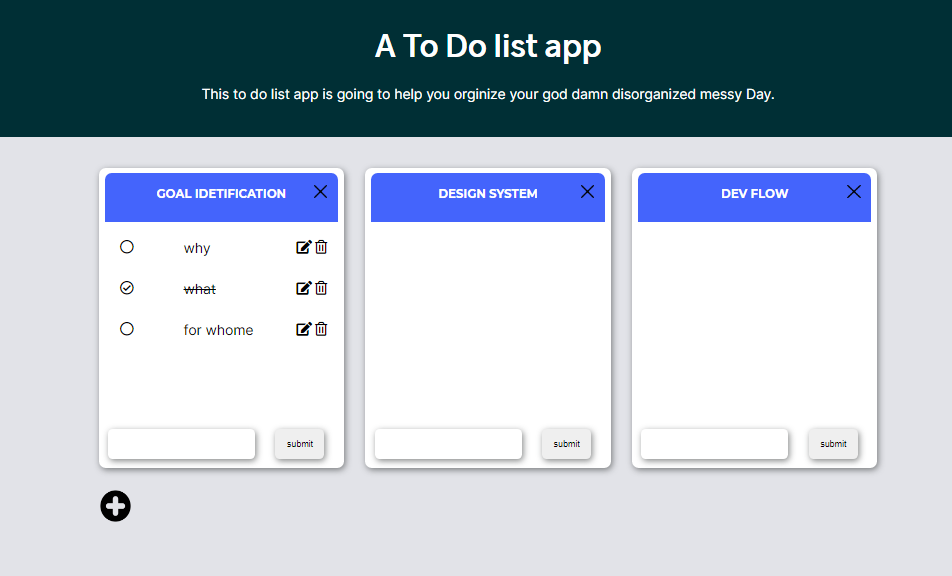 A To Do list app
This to do list app is going to help you orginize your god damn disorganized messy Day.
GOAL IDETIFICATION
DESIGN SYSTEM
DEV FLOW
why
what
for whome
submit
submit
submit